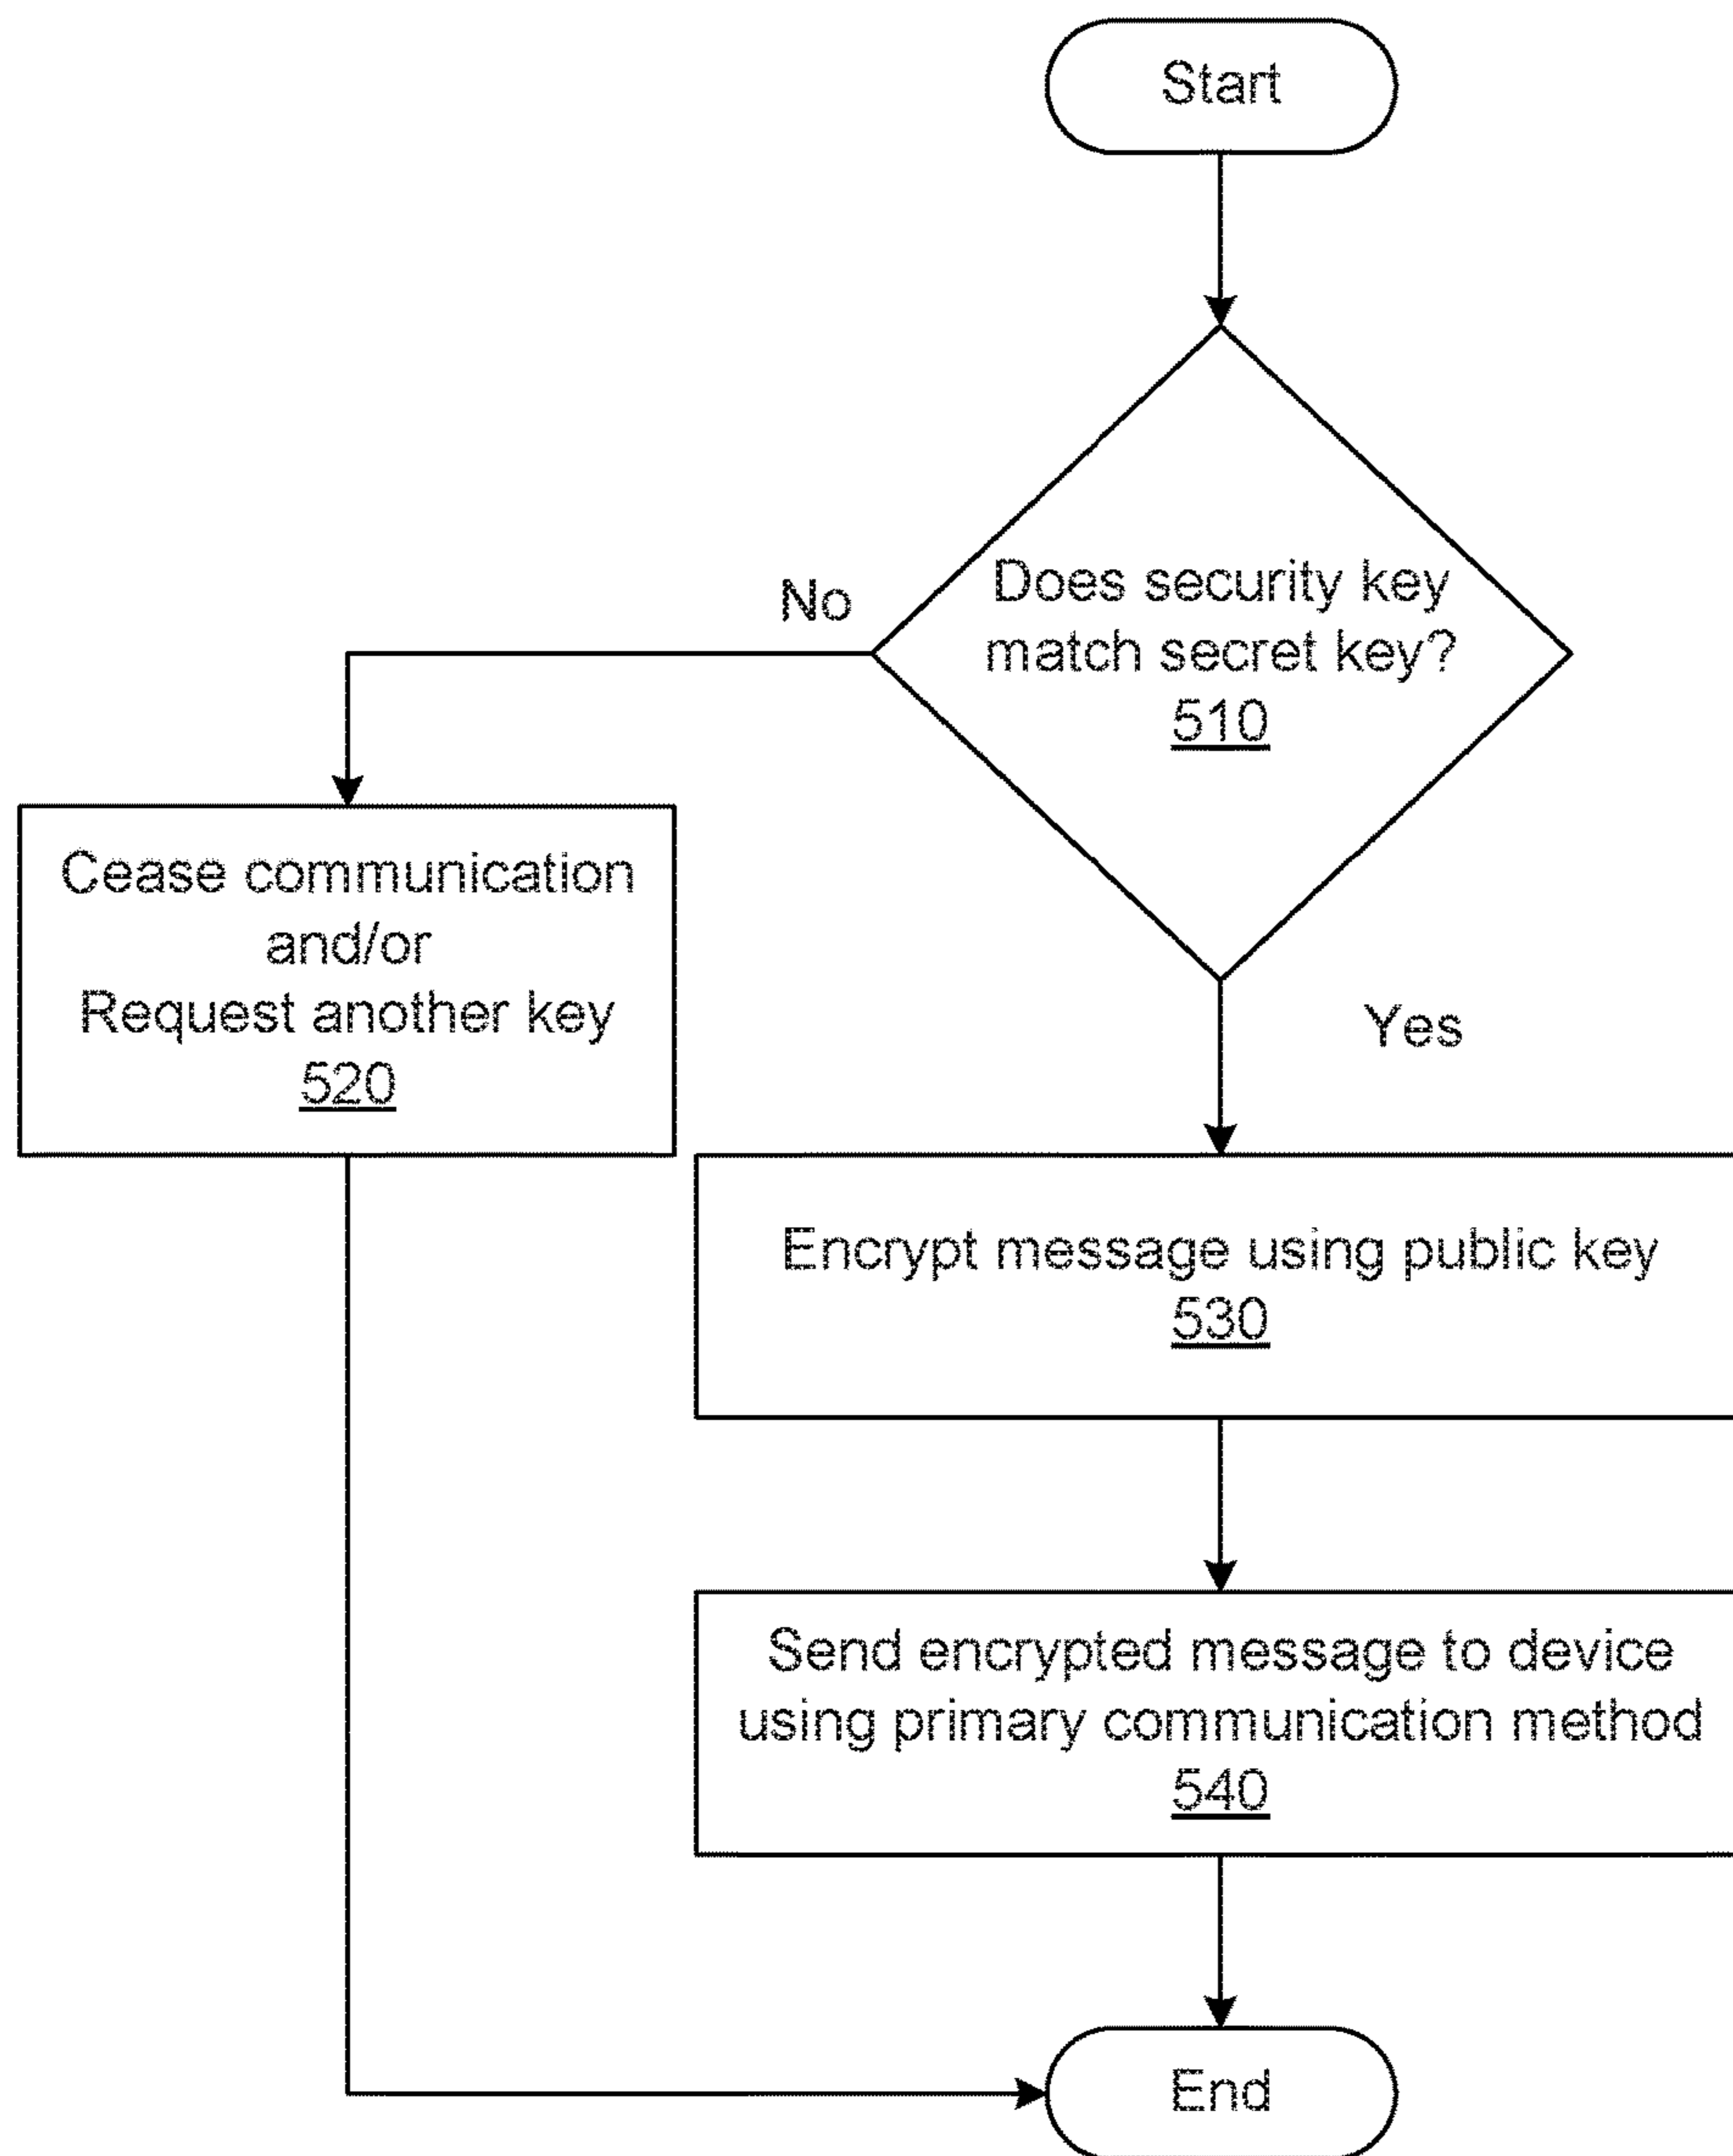 Start
Does security key
match secret key?
510
No
Yes
Cease communication
and/or
Request another key
520
Encrypt message using public key
530
Send encrypted message to device
using primary communication method
540
End